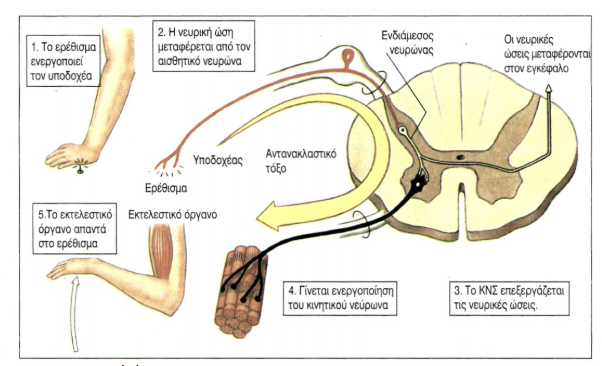 1. Το ερέθισμα
ενεργοποιεί
τον υποδοχέα
2. Η νευρική ώση
μεταφέρεται από τον
αισθητικό νευρώνα
Ενδιάμεσος
νευρώνας
Οι νευρικές
ώσεις μεταφέρονται
στον εγκέφαλο
Υποδοχέας
Αντανακλαστικό
τόξο
Ερέθισμα
5.Το εκτελεστικό
όργανο απαντά
στο ερέθισμα
Εκτελεστικό όργανο
4. Γίνεται ενεργοποίηση
του κινητικού νεύρωνα
3. Το ΚΝΣ επεξεργάζεται
τις νευρικές ώσεις.